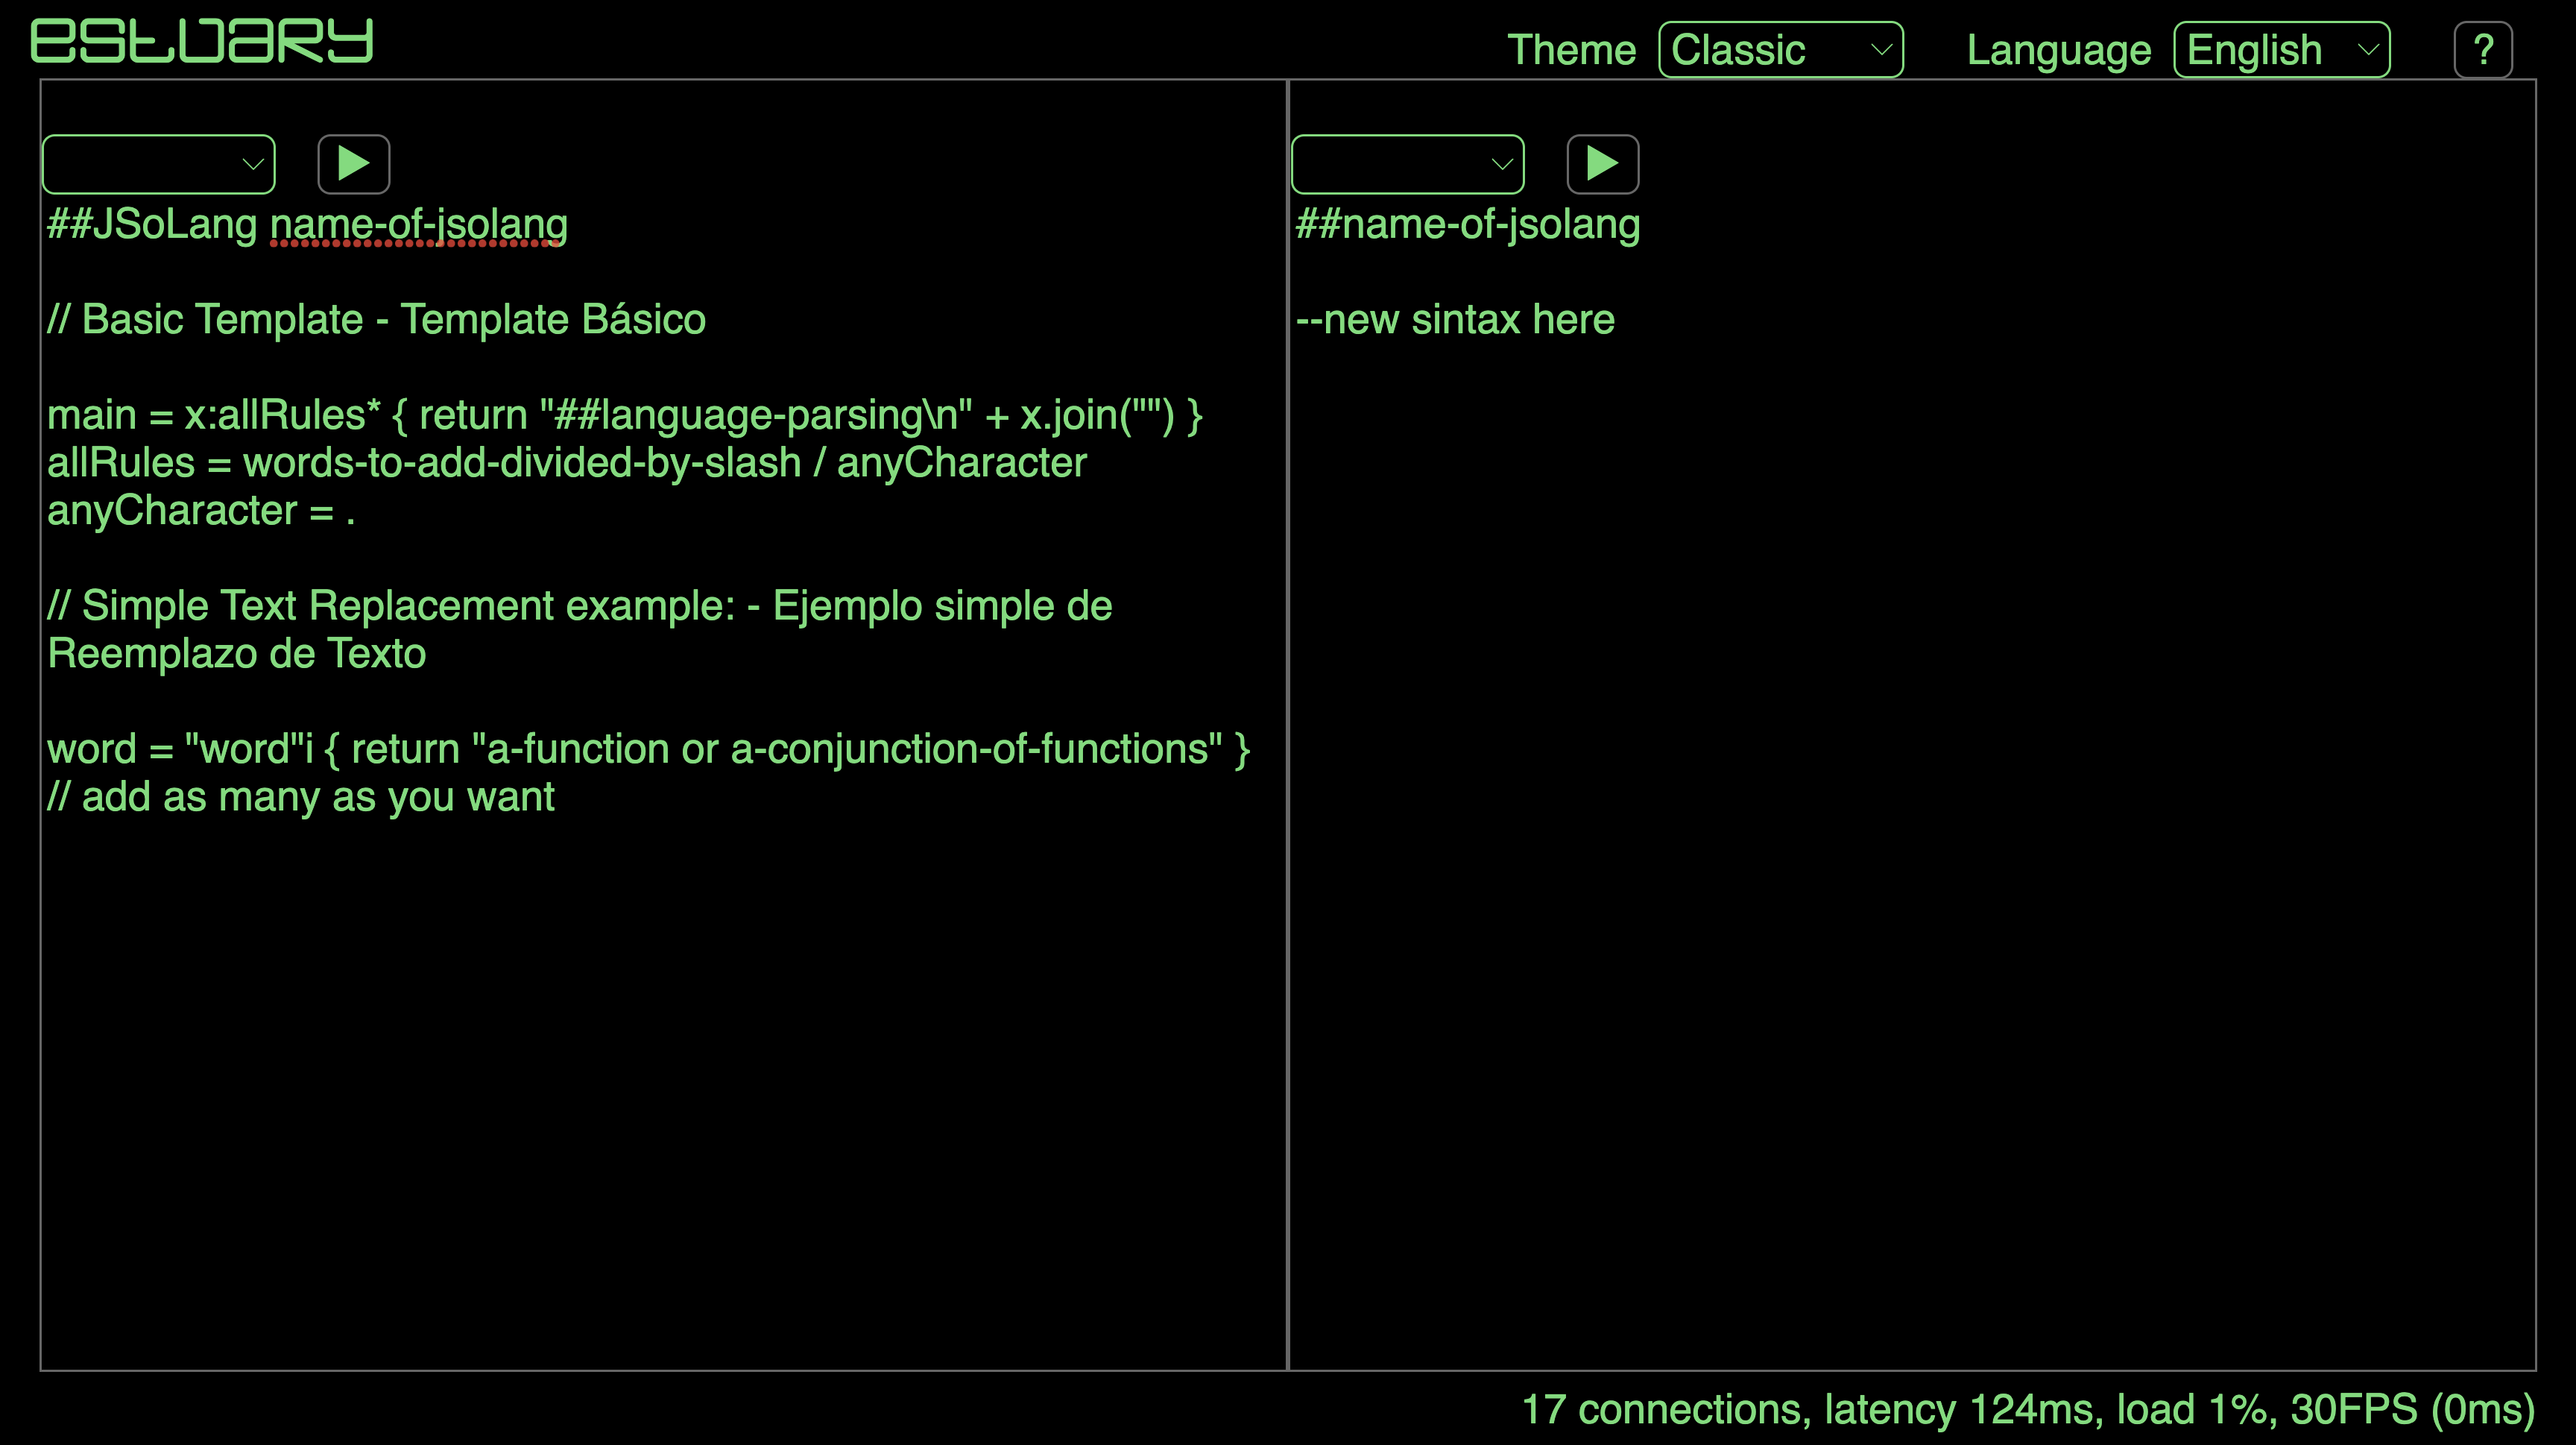 estuary
Theme Classic Language English ?
##JSoLang name-of-jsolang
// Basic Template - Template Básico
main = x:allRules* { return "##language-parsing\n" + x.join("") }
allRules = words-to-add-divided-by-slash / anyCharacter
anyCharacter = .
// Simple Text Replacement example: - Ejemplo simple de
Reemplazo de Texto
word = "word"i { return "a-function or a-conjunction-of-functions" }
// add as many as you want
##name-of-jsolang
--new sintax here
17 connections, latency 124ms, load 1%, 30FPS (0ms)